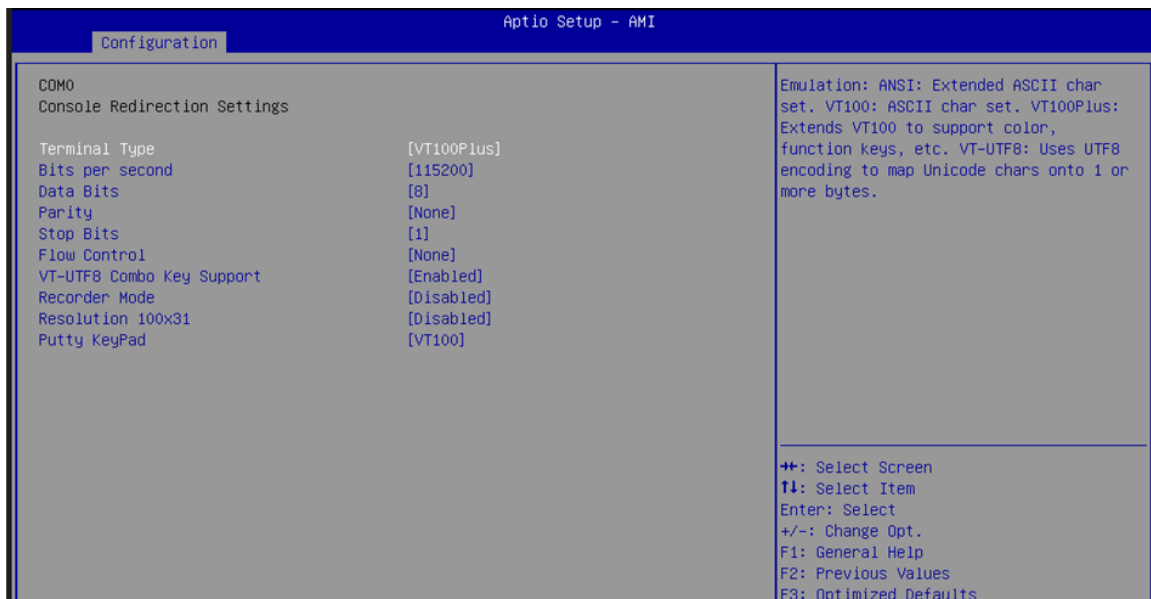 Aptio Setup - AMI
Configuration
COM0
Console Redirection Settings
Terminal Type [VT100Plus]
Bits per second [115200]
Data Bits [8]
Parity [None]
Stop Bits [1]
Flow Control [None]
VT-UTF8 Combo Key Support [Enabled]
Recorder Mode [Disabled]
Resolution 100x31 [Disabled]
Putty KeyPad [VT100]
Emulation: ANSI: Extended ASCII char
set. VT100: ASCII char set. VT100Plus:
Extends VT100 to support color,
function keys, etc. VT-UTF8: Uses UTF8
encoding to map Unicode chars onto 1 or
more bytes.
→←: Select Screen
↑↓: Select Item
Enter: Select
+/-: Change Opt.
F1: General Help
F2: Previous Values
F3: Optimized Defaults